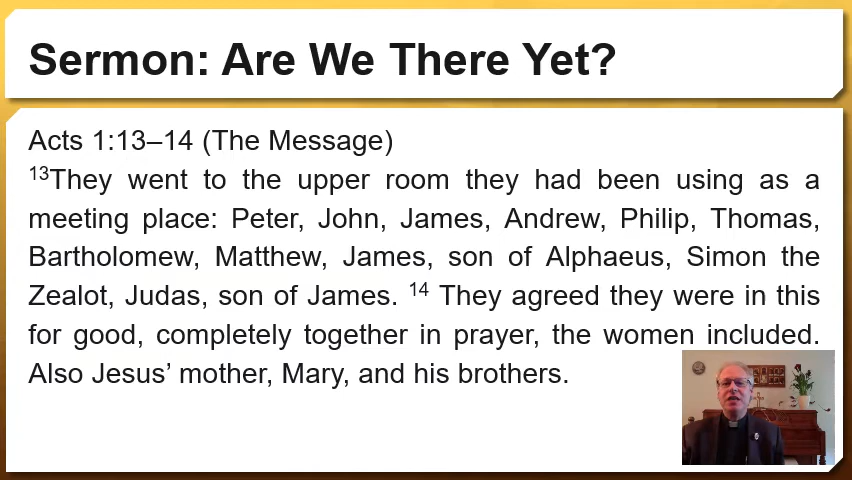 Sermon: Are We There Yet?
Acts 1:13–14 (The Message)
¹³They went to the upper room they had been using as a
meeting place: Peter, John, James, Andrew, Philip, Thomas,
Bartholomew, Matthew, James, son of Alphaeus, Simon the
Zealot, Judas, son of James. ¹⁴ They agreed they were in this
for good, completely together in prayer, the women included.
Also Jesus’ mother, Mary, and his brothers.